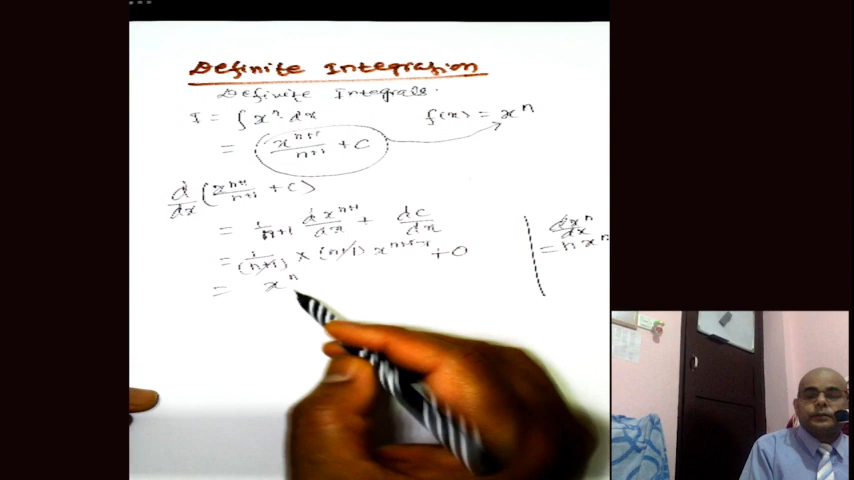 Definite Integration
Definite Integrals.
I = ∫ xⁿ dx
f(x) = xⁿ
= xⁿ⁺¹/n+1 + C
d/dx (xⁿ⁺¹/n+1 + C)
= 1/n+1 dxⁿ⁺¹/dx + dC/dx
= 1/(n+1) × (n+1) xⁿ⁺¹⁻¹ + 0
= xⁿ
dxⁿ/dx
= n xⁿ